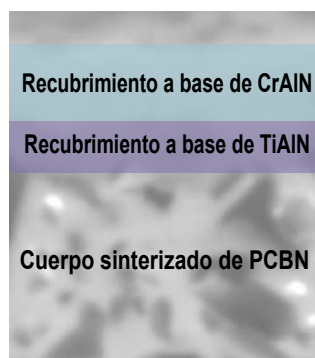 Recubrimiento a base de CrAlN
Recubrimiento a base de TiAlN
Cuerpo sinterizado de PCBN